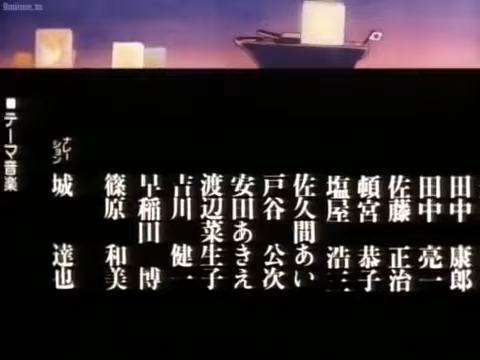 9anime.to
田中 康郎
田中 亮一
佐藤 正治
頓宮 恭子
塩屋 浩三
佐久間あい
戸谷 公次
安田あきえ
渡辺菜生子
吉川 健一
早稲田 博
篠原 和美
ナレーション
城 達也
■テーマ音楽